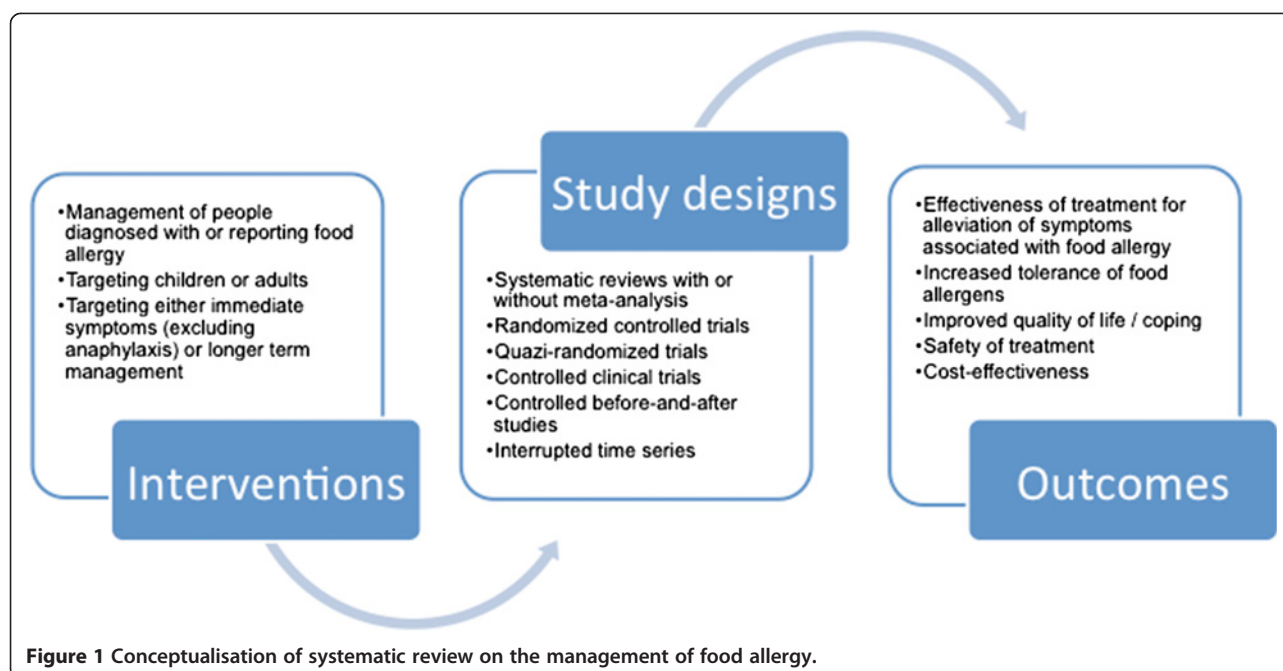 •Management of people
diagnosed with or reporting food
allergy
•Targeting children or adults
•Targeting either immediate
symptoms (excluding
anaphylaxis) or longer term
management
Interventions
Study designs
•Systematic reviews with or
without meta-analysis
•Randomized controlled trials
•Quazi-randomized trials
•Controlled clinical trials
•Controlled before-and-after
studies
•Interrupted time series
•Effectiveness of treatment for
alleviation of symptoms
associated with food allergy
•Increased tolerance of food
allergens
•Improved quality of life / coping
•Safety of treatment
•Cost-effectiveness
Outcomes
Figure 1 Conceptualisation of systematic review on the management of food allergy.